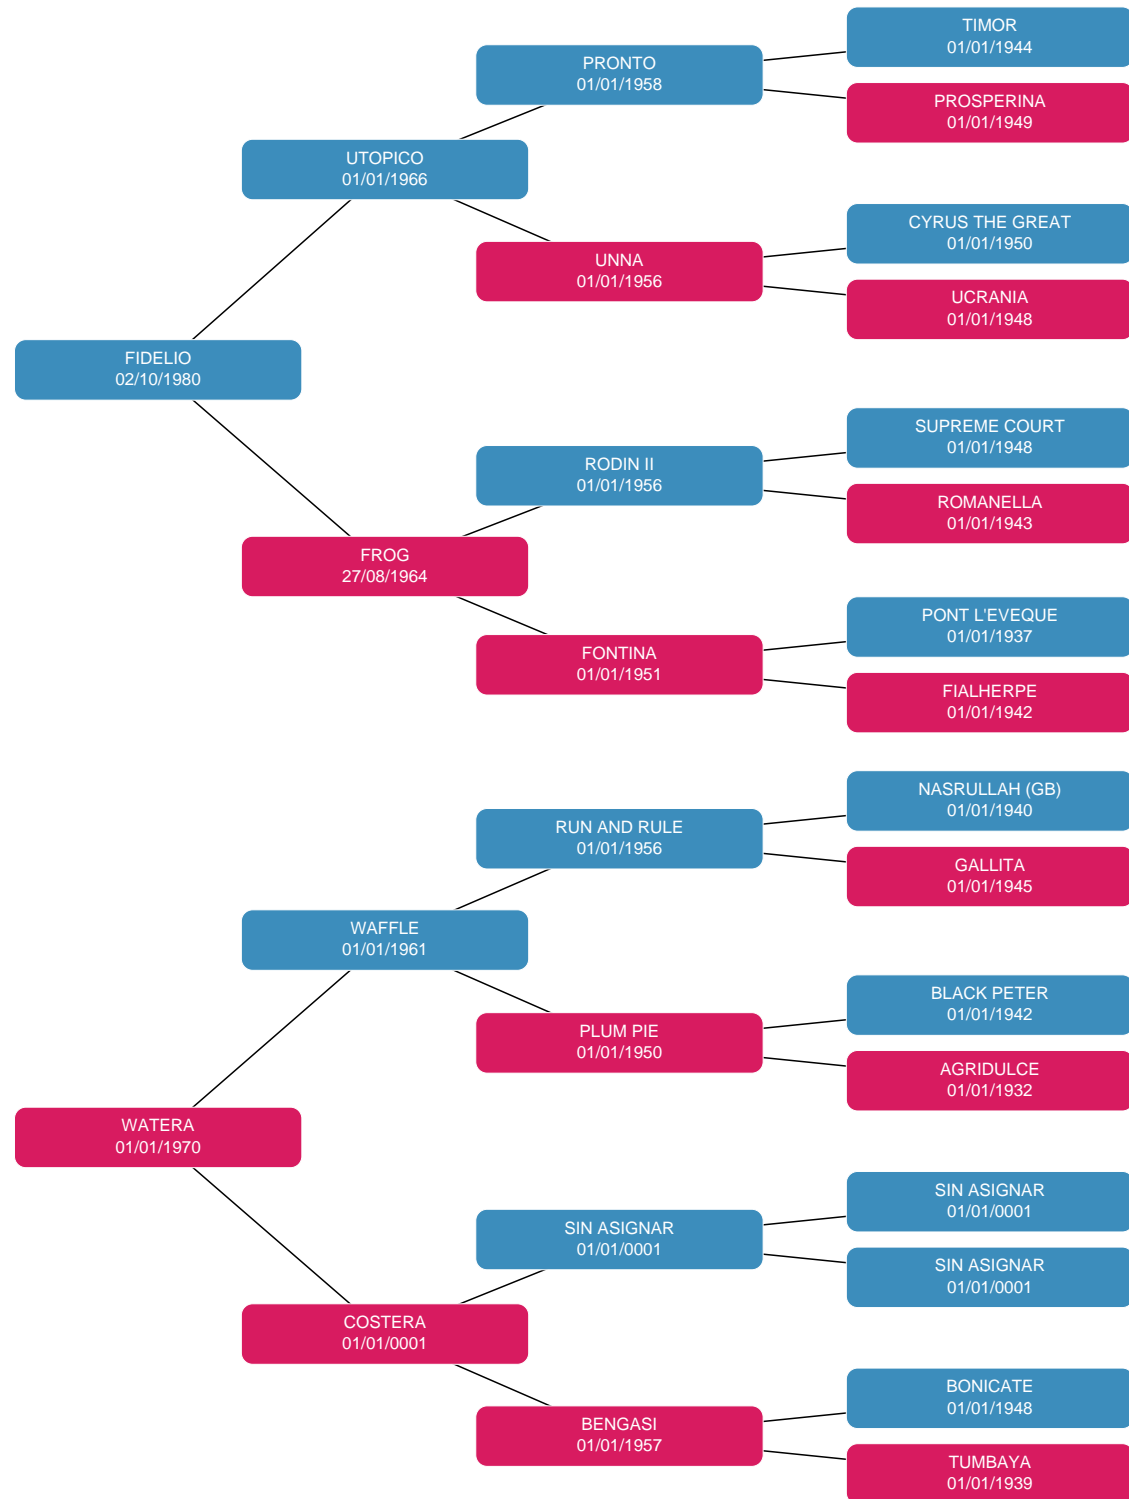 TIMOR
01/01/1944
PRONTO
01/01/1958
PROSPERINA
01/01/1949
UTOPICO
01/01/1966
CYRUS THE GREAT
01/01/1950
UNNA
01/01/1956
UCRANIA
01/01/1948
FIDELIO
02/10/1980
SUPREME COURT
01/01/1948
RODIN II
01/01/1956
ROMANELLA
01/01/1943
FROG
27/08/1964
PONT L'EVEQUE
01/01/1937
FONTINA
01/01/1951
FIALHERPE
01/01/1942
NASRULLAH (GB)
01/01/1940
RUN AND RULE
01/01/1956
GALLITA
01/01/1945
WAFFLE
01/01/1961
BLACK PETER
01/01/1942
PLUM PIE
01/01/1950
AGRIDULCE
01/01/1932
WATERA
01/01/1970
SIN ASIGNAR
01/01/0001
SIN ASIGNAR
01/01/0001
SIN ASIGNAR
01/01/0001
COSTERA
01/01/0001
BONICATE
01/01/1948
BENGASI
01/01/1957
TUMBAYA
01/01/1939